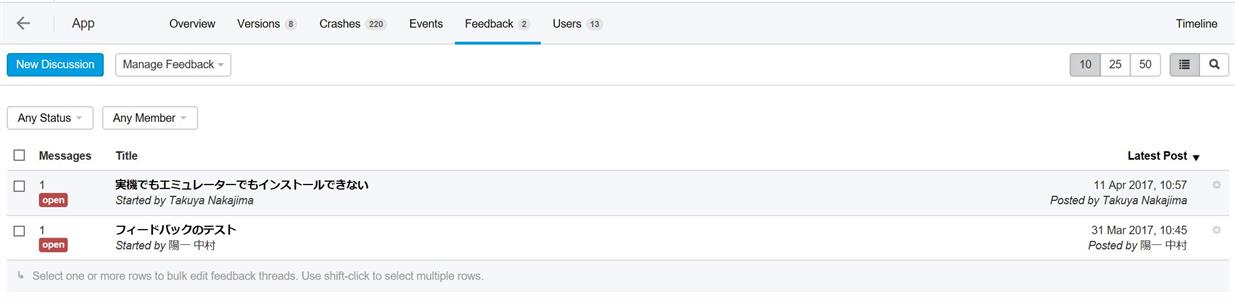 App Overview Versions 8 Crashes 220 Events Feedback 2 Users 13 Timeline
New Discussion Manage Feedback 10 25 50
Any Status Any Member
Messages Title Latest Post
1 実機でもエミュレーターでもインストールできない 11 Apr 2017, 10:57
open Started by Takuya Nakajima Posted by Takuya Nakajima
1 フィードバックのテスト 31 Mar 2017, 10:45
open Started by 陽一 中村 Posted by 陽一 中村
Select one or more rows to bulk edit feedback threads. Use shift-click to select multiple rows.